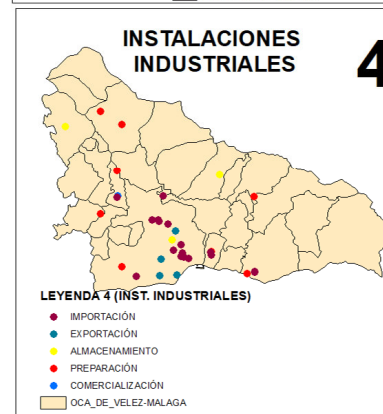 INSTALACIONES
INDUSTRIALES
4
LEYENDA 4 (INST. INDUSTRIALES)
IMPORTACIÓN
EXPORTACIÓN
ALMACENAMIENTO
PREPARACIÓN
COMERCIALIZACIÓN
OCA_DE_VELEZ-MALAGA